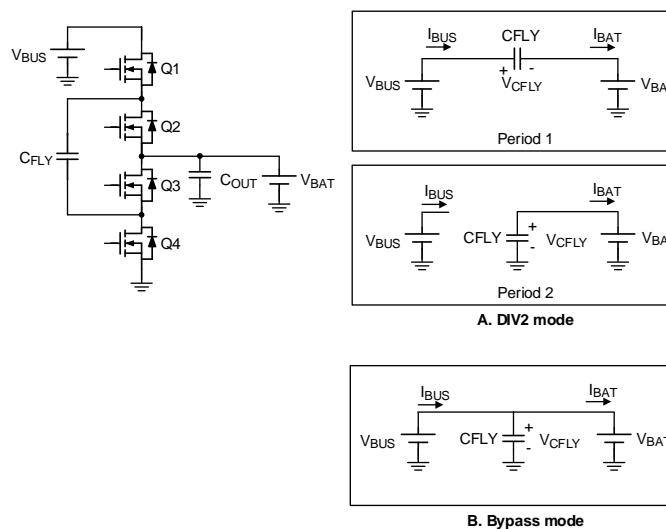 VBUS
Q1
Q2
CFLY
Q3
COUT
VBAT
Q4
IBUS
CFLY
IBAT
+
-
VCFLY
VBUS
VBA
Period 1
IBUS
IBAT
VBUS
CFLY
+
-
VCFLY
VBA
Period 2
A. DIV2 mode
IBUS
IBAT
VBUS
CFLY
+
-
VCFLY
VBAT
B. Bypass mode